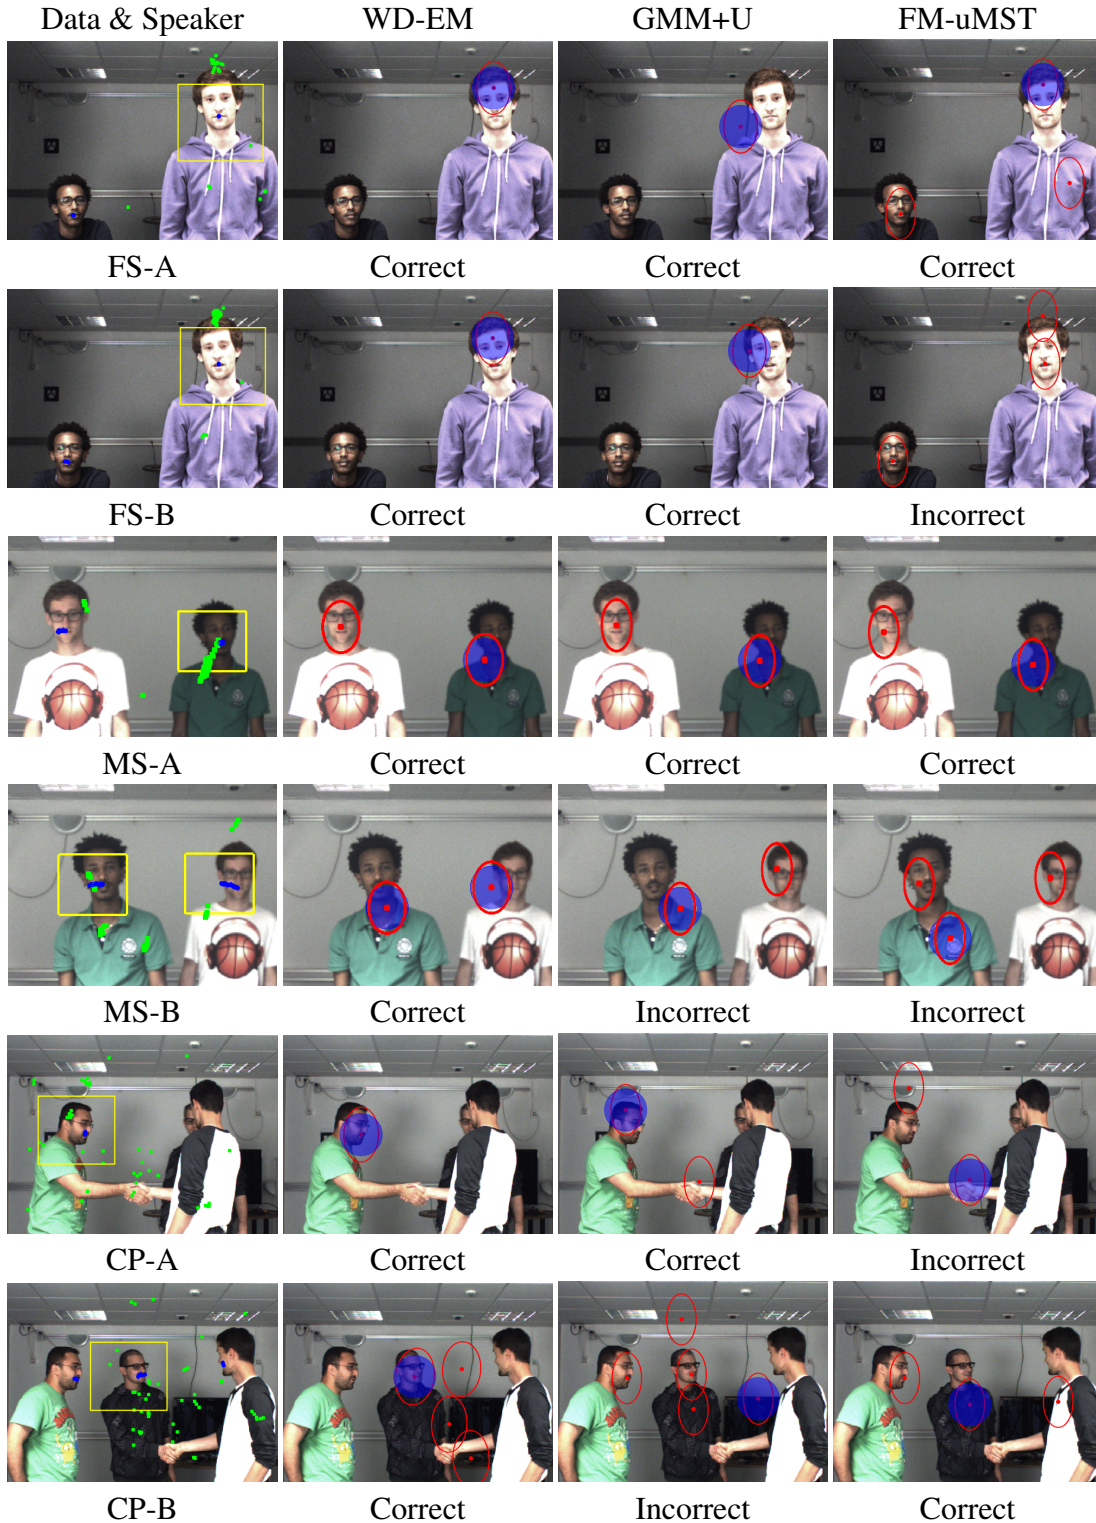 Data & Speaker WD-EM GMM+U FM-uMST
FS-A Correct Correct Correct
FS-B Correct Correct Incorrect
MS-A Correct Correct Correct
MS-B Correct Incorrect Incorrect
CP-A Correct Correct Incorrect
CP-B Correct Incorrect Correct